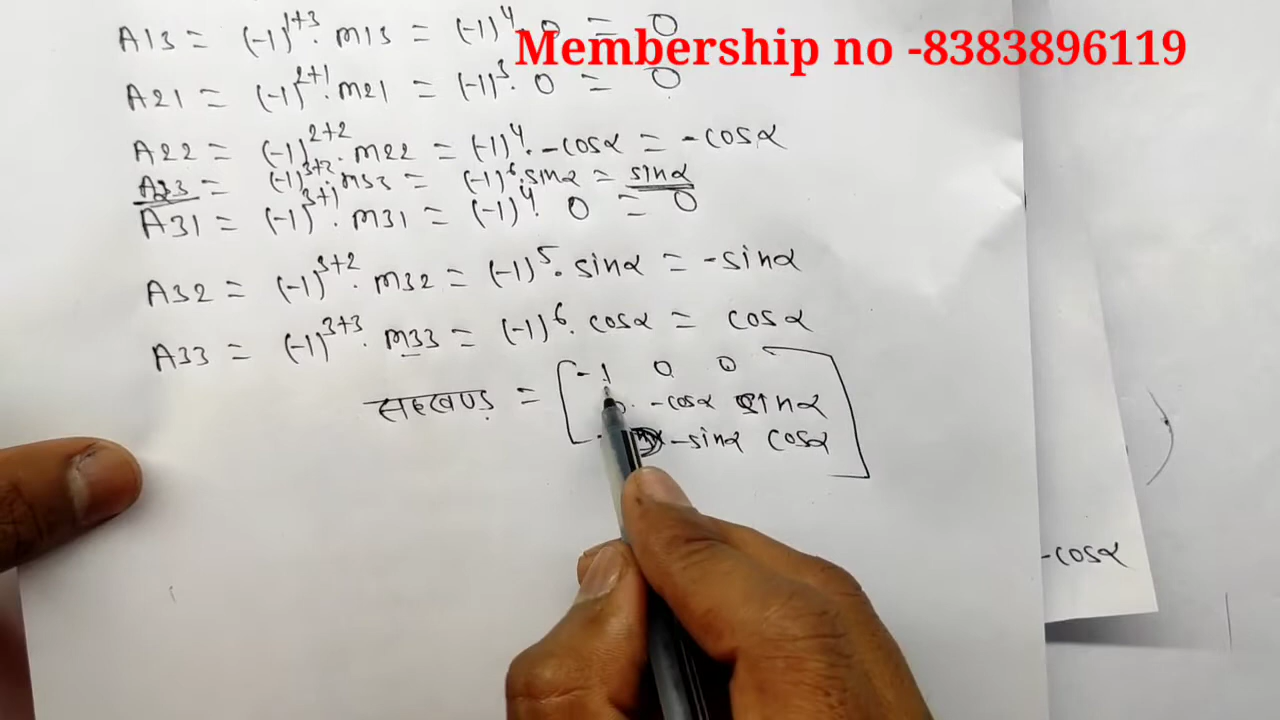 A13 = (-1)^1+3 · m13 = (-1)^4 · 0 = 0
Membership no -8383896119
A21 = (-1)^2+1 · m21 = (-1)^3 · 0 = 0
A22 = (-1)^2+2 · m22 = (-1)^4 · -cosα = -cosα
= (-1)^3+2 · m33 = (-1)^6 · sinα = sinα
A31 = (-1)^3+1 · m31 = (-1)^4 · 0 = 0
A32 = (-1)^3+2 · m32 = (-1)^5 · sinα = -sinα
A33 = (-1)^3+3 · m33 = (-1)^6 · cosα = cosα
-1 0 0
सहखण्ड = -cosα sinα
-sinα cosα
-cosα